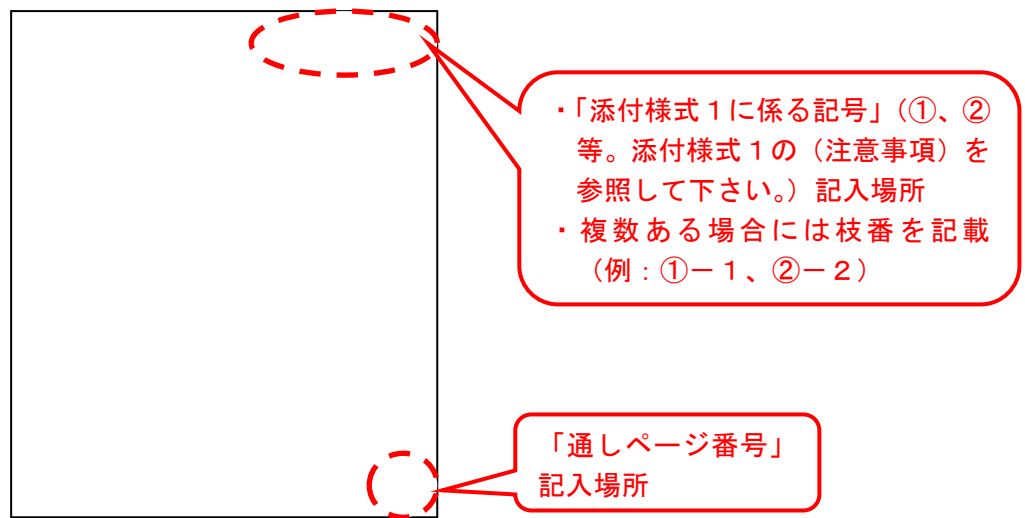 ・「添付様式１に係る記号」（①、②
等。添付様式１の（注意事項）を
参照して下さい。）記入場所
・複数ある場合には枝番を記載
（例：①－１、②－２）
「通しページ番号」
記入場所